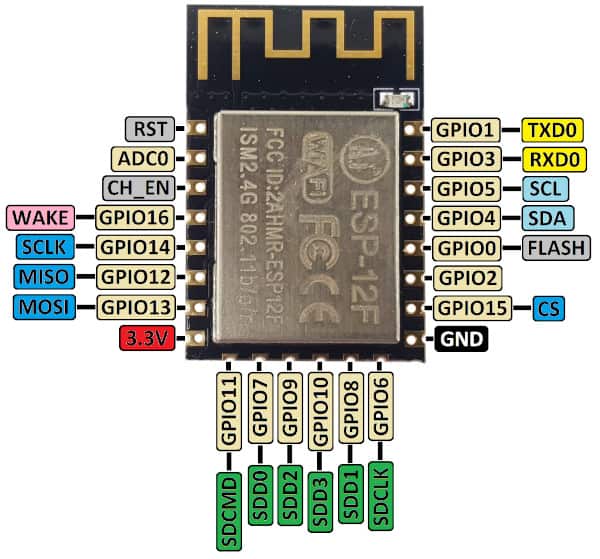 RST
ADC0
CH_EN
WAKE GPIO16
SCLK GPIO14
MISO GPIO12
MOSI GPIO13
3.3V
GPIO1 TXD0
GPIO3 RXD0
GPIO5 SCL
GPIO4 SDA
GPIO0 FLASH
GPIO2
GPIO15 CS
GND
AI ESP-12F
WiFi FCC CE
FCC ID:2AHMR-ESP12F
ISM2.4G 802.11b/g/n
GPIO11 SDCMD
GPIO7 SDD0
GPIO9 SDD2
GPIO10 SDD3
GPIO8 SDD1
GPIO6 SDCLK